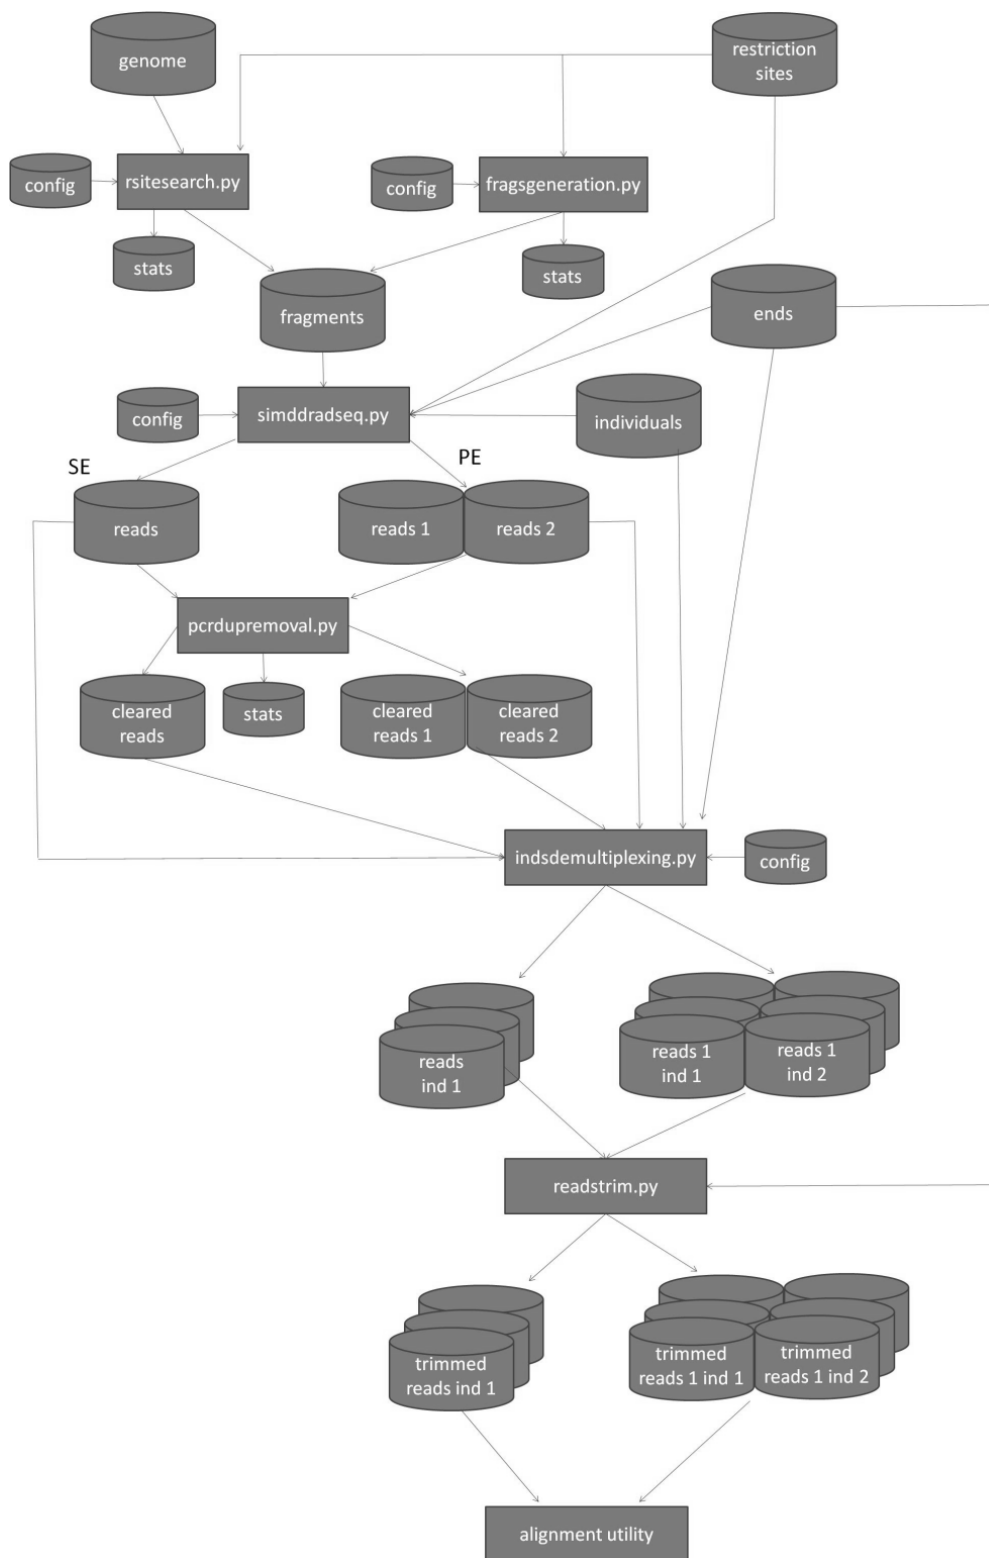 genome
restriction
sites
config
rsitesearch.py
config
fragsgeneration.py
stats
stats
fragments
ends
config
simddradseq.py
individuals
SE
PE
reads
reads 1
reads 2
pcrdupremoval.py
cleared
reads
stats
cleared
reads 1
cleared
reads 2
indsdemultiplexing.py
config
reads
ind 1
reads 1
ind 1
reads 1
ind 2
readstrim.py
trimmed
reads ind 1
trimmed
reads 1 ind 1
trimmed
reads 1 ind 2
alignment utility